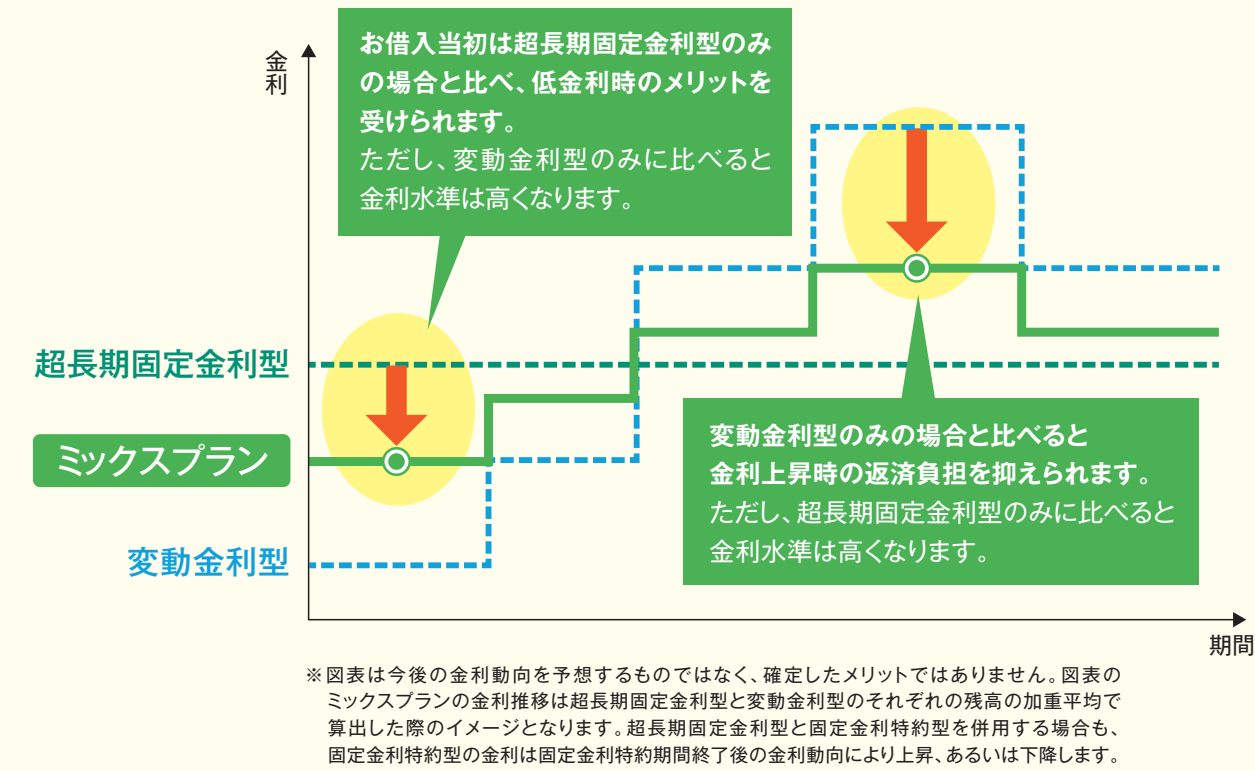 金利
お借入当初は超長期固定金利型のみ
の場合と比べ、低金利時のメリットを
受けられます。
ただし、変動金利型のみに比べると
金利水準は高くなります。
超長期固定金利型
ミックスプラン
変動金利型
変動金利型のみの場合と比べると
金利上昇時の返済負担を抑えられます。
ただし、超長期固定金利型のみに比べると
金利水準は高くなります。
期間
※図表は今後の金利動向を予想するものではなく、確定したメリットではありません。図表の
ミックスプランの金利推移は超長期固定金利型と変動金利型のそれぞれの残高の加重平均で
算出した際のイメージとなります。超長期固定金利型と固定金利特約型を併用する場合も、
固定金利特約型の金利は固定金利特約期間終了後の金利動向により上昇、あるいは下降します。